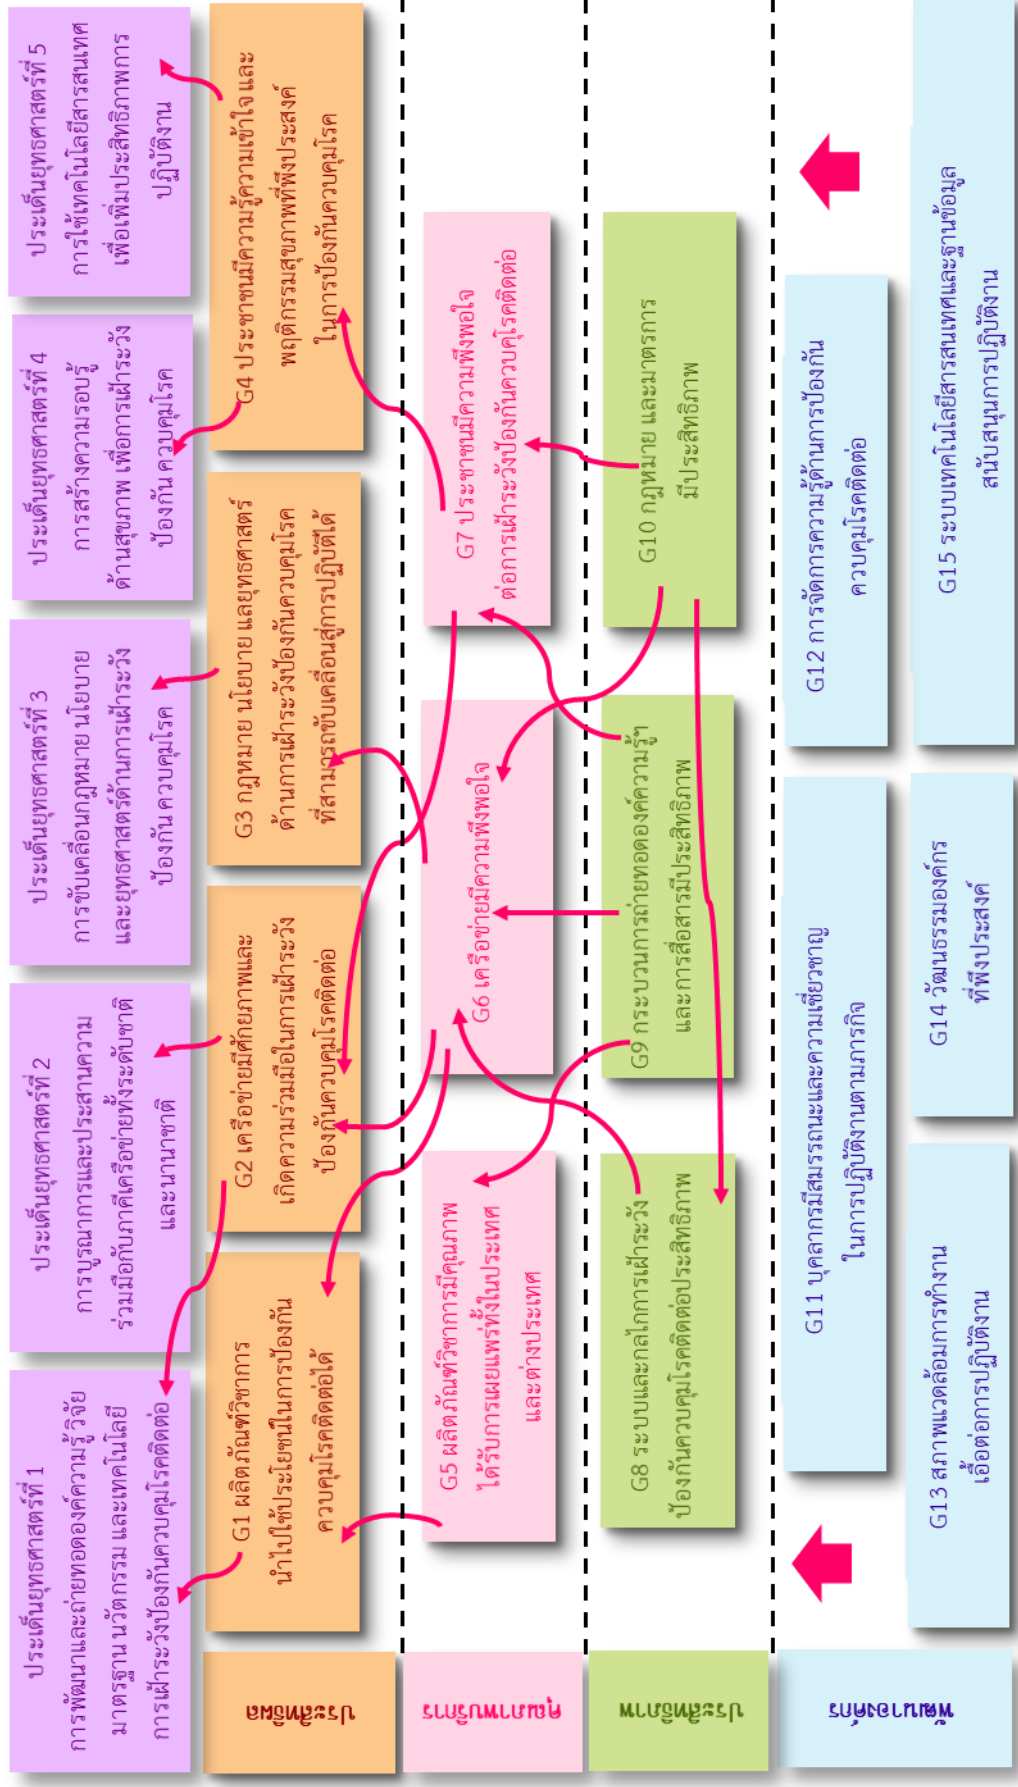 ประเด็นยุทธศาสตร์ที่ 1
การพัฒนาและถ่ายทอดองค์ความรู้ วิจัย
มาตรฐาน นวัตกรรม และเทคโนโลยี
การเฝ้าระวังป้องกันควบคุมโรคติดต่อ
ประเด็นยุทธศาสตร์ที่ 2
การบูรณาการและประสานความ
ร่วมมือกับภาคีเครือข่ายทั้งระดับชาติ
และนานาชาติ
ประเด็นยุทธศาสตร์ที่ 3
การขับเคลื่อนกฎหมาย นโยบาย
และยุทธศาสตร์ด้านการเฝ้าระวัง
ป้องกัน ควบคุมโรค
ประเด็นยุทธศาสตร์ที่ 4
การสร้างความรอบรู้
ด้านสุขภาพ เพื่อการเฝ้าระวัง
ป้องกัน ควบคุมโรค
ประเด็นยุทธศาสตร์ที่ 5
การใช้เทคโนโลยีสารสนเทศ
เพื่อเพิ่มประสิทธิภาพการ
ปฏิบัติงาน
ประสิทธิผล
G1 ผลิตภัณฑ์วิชาการ
นำไปใช้ประโยชน์ในการป้องกัน
ควบคุมโรคติดต่อได้
G2 เครือข่ายมีศักยภาพและ
เกิดความร่วมมือในการเฝ้าระวัง
ป้องกันควบคุมโรคติดต่อ
G3 กฎหมาย นโยบาย และยุทธศาสตร์
ด้านการเฝ้าระวังป้องกันควบคุมโรค
ที่สามารถขับเคลื่อนสู่การปฏิบัติได้
G4 ประชาชนมีความรู้ความเข้าใจ และ
พฤติกรรมสุขภาพที่พึงประสงค์
ในการป้องกันควบคุมโรค
คุณภาพบริการ
G5 ผลิตภัณฑ์วิชาการมีคุณภาพ
ได้รับการเผยแพร่ทั้งในประเทศ
และต่างประเทศ
G6 เครือข่ายมีความพึงพอใจ
G7 ประชาชนมีความพึงพอใจ
ต่อการเฝ้าระวังป้องกันควบคุโรคติดต่อ
ประสิทธิภาพ
G8 ระบบและกลไกการเฝ้าระวัง
ป้องกันควบคุมโรคติดต่อประสิทธิภาพ
G9 กระบวนการถ่ายทอดองค์ความรู้ฯ
และการสื่อสารมีประสิทธิภาพ
G10 กฎหมาย และมาตรการ
มีประสิทธิภาพ
พัฒนาองค์กร
G11 บุคลากรมีสมรรถนะและความเชี่ยวชาญ
ในการปฏิบัติงานตามภารกิจ
G12 การจัดการความรู้ด้านการป้องกัน
ควบคุมโรคติดต่อ
G13 สภาพแวดล้อมการทำงาน
เอื้อต่อการปฏิบัติงาน
G14 วัฒนธรรมองค์กร
ที่พึงประสงค์
G15 ระบบเทคโนโลยีสารสนเทศและฐานข้อมูล
สนับสนุนการปฏิบัติงาน